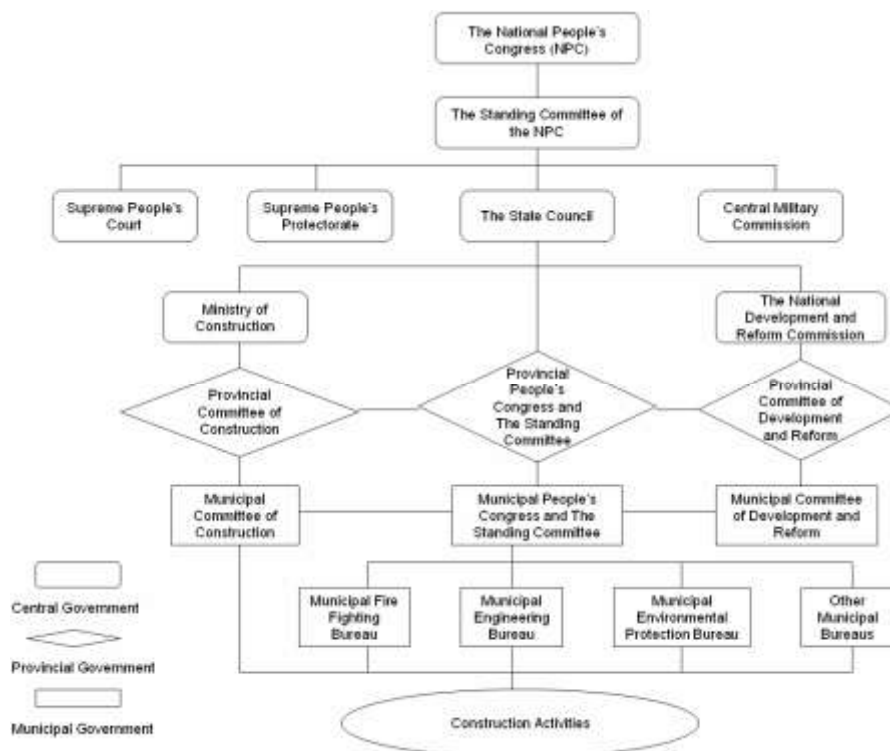 The National People's
Congress (NPC)
The Standing Committee of
the NPC
Supreme People's
Court
Supreme People's
Protectorate
The State Council
Central Military
Commission
Ministry of
Construction
The National
Development and
Reform Commission
Provincial
Committee of
Construction
Provincial
People's
Congress and
The Standing
Committee
Provincial
Committee of
Development
and Reform
Municipal
Committee of
Construction
Municipal People's
Congress and The
Standing Committee
Municipal Committee
of Development and
Reform
Municipal Fire
Fighting
Bureau
Municipal
Engineering
Bureau
Municipal
Environmental
Protection Bureau
Other
Municipal
Bureaus
Central Government
Provincial Government
Municipal Government
Construction Activities